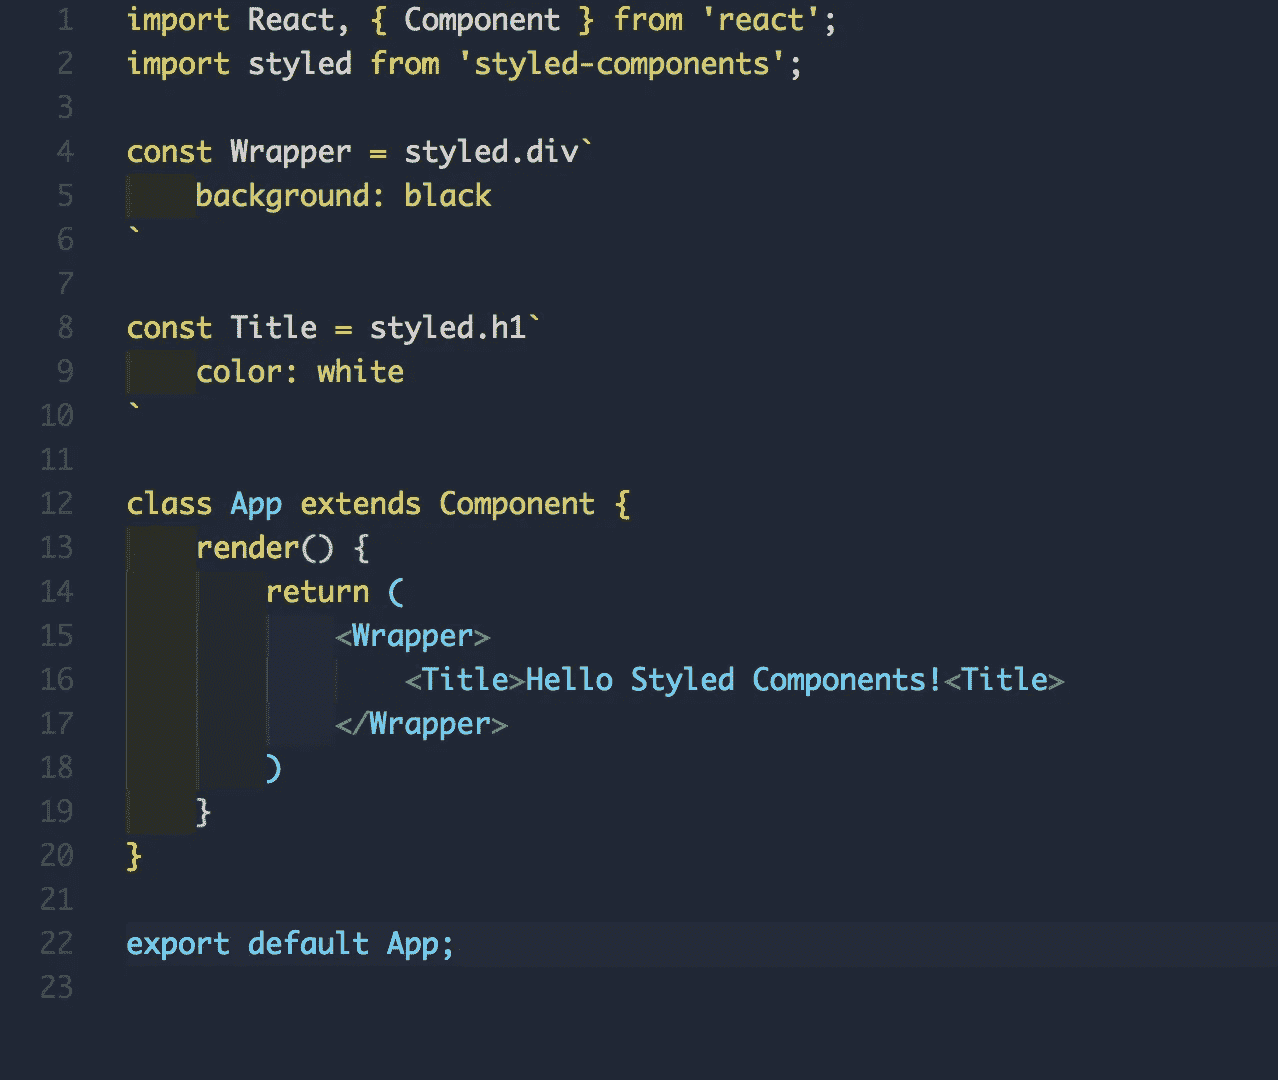 1 import React, { Component } from 'react';
2 import styled from 'styled-components';
3
4 const Wrapper = styled.div`
5     background: black
6 `
7
8 const Title = styled.h1`
9     color: white
10 `
11
12 class App extends Component {
13     render() {
14         return (
15             <Wrapper>
16                 <Title>Hello Styled Components!<Title>
17             </Wrapper>
18         )
19     }
20 }
21
22 export default App;
23